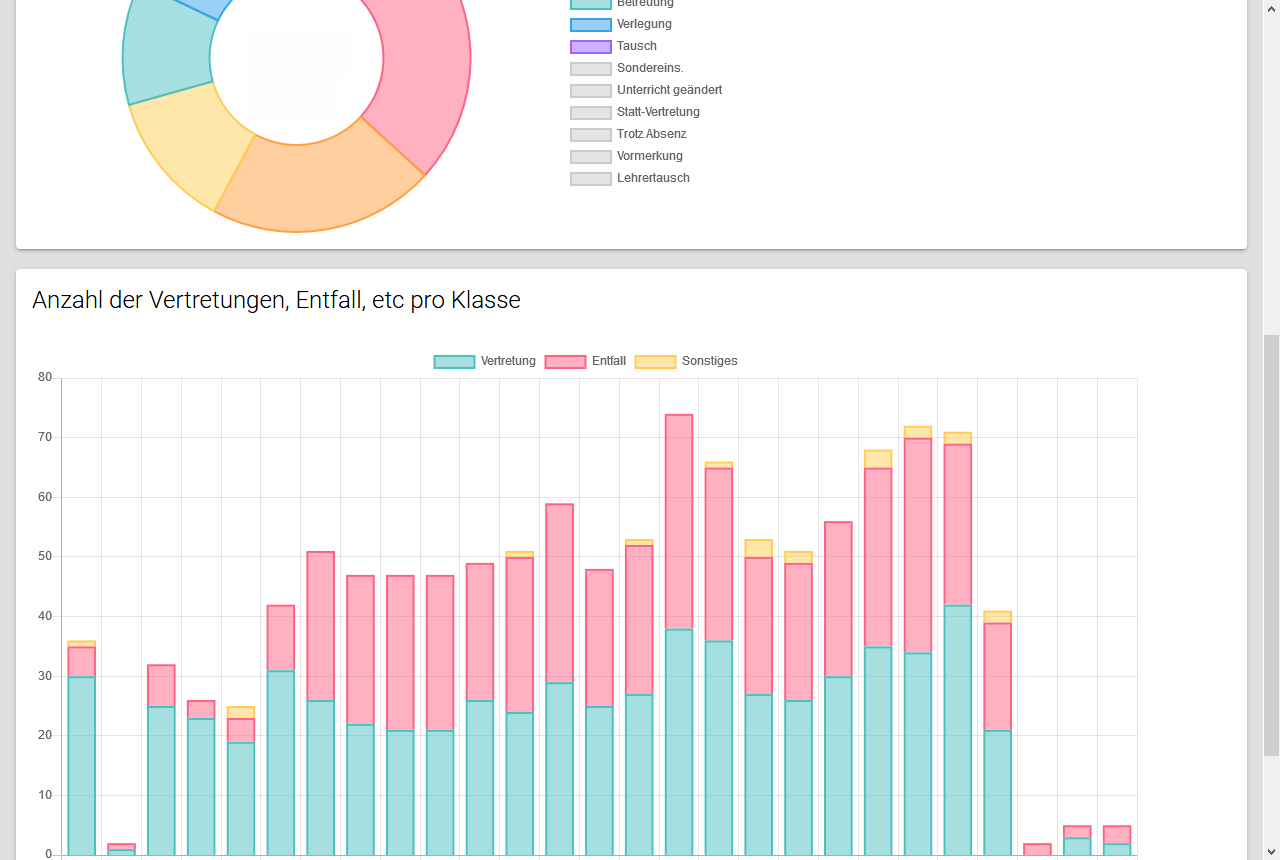 Betreuung
Verlegung
Tausch
Sondereins.
Unterricht geändert
Statt-Vertretung
Trotz Absenz
Vormerkung
Lehrertausch
Anzahl der Vertretungen, Entfall, etc pro Klasse
Vertretung Entfall Sonstiges
80
70
60
50
40
30
20
10
0